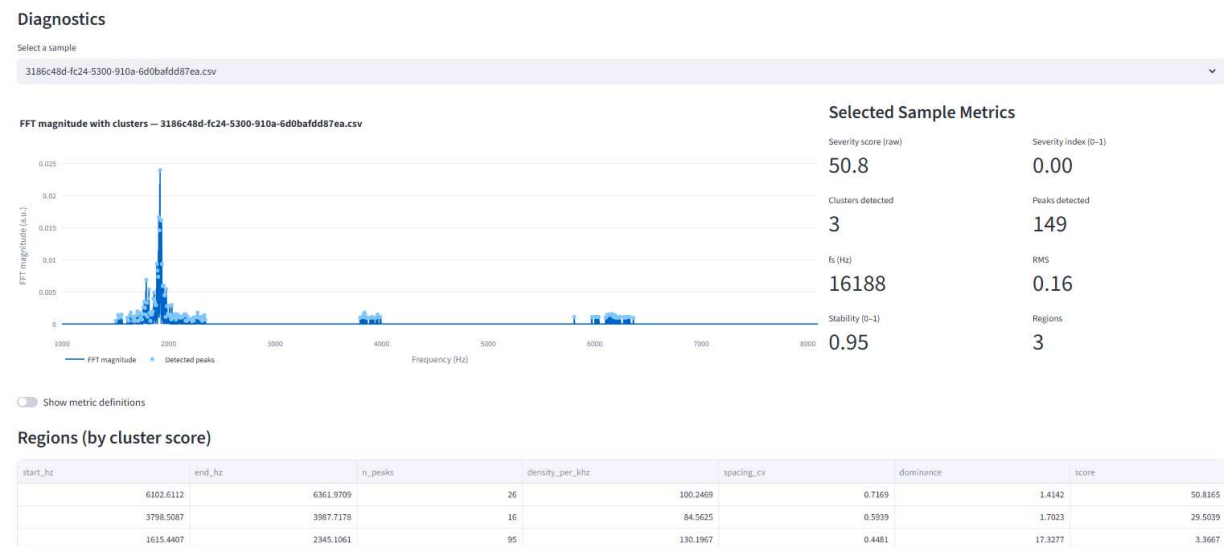 Diagnostics
Select a sample
3186c48d-fc24-5300-910a-6d0bafdd87ea.csv
FFT magnitude with clusters — 3186c48d-fc24-5300-910a-6d0bafdd87ea.csv
0.025
0.02
0.015
0.01
0.005
0
FFT magnitude (a.u.)
1000 2000 3000 4000 5000 6000 7000 8000
Frequency (Hz)
FFT magnitude Detected peaks
Selected Sample Metrics
Severity score (raw) Severity index (0–1)
50.8 0.00
Clusters detected Peaks detected
3 149
fs (Hz) RMS
16188 0.16
Stability (0–1) Regions
0.95 3
Show metric definitions
Regions (by cluster score)
start_hz end_hz n_peaks density_per_khz spacing_cv dominance score
6102.6112 6361.9709 26 100.2469 0.7169 1.4142 50.8165
3798.5087 3987.7178 16 84.5625 0.5939 1.7023 29.5039
1615.4407 2345.1061 95 130.1967 0.4481 17.3277 3.3667